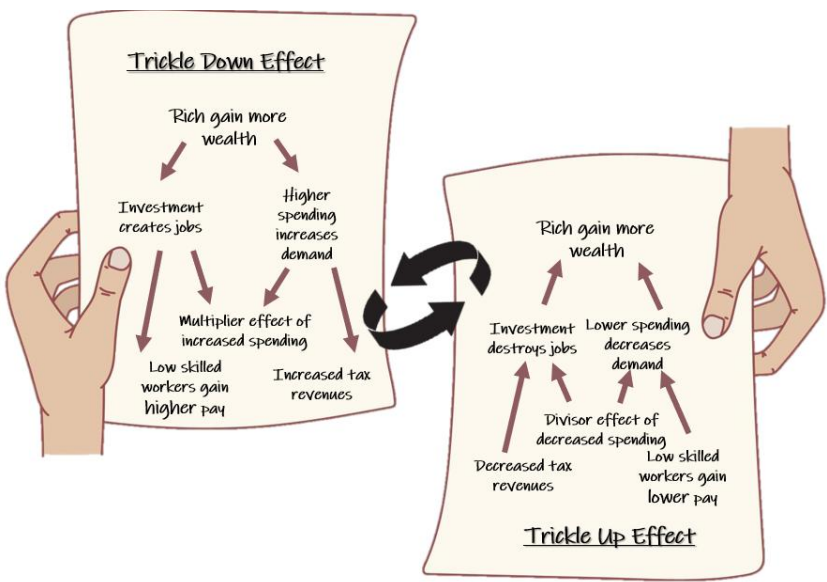 Trickle Down Effect
Rich gain more
wealth
Investment
creates jobs
Higher
spending
increases
demand
Multiplier effect of
increased spending
Low skilled
workers gain
higher pay
Increased tax
revenues
Rich gain more
wealth
Investment
destroys jobs
Lower spending
decreases
demand
Divisor effect of
decreased spending
Decreased tax
revenues
Low skilled
workers gain
lower pay
Trickle Up Effect